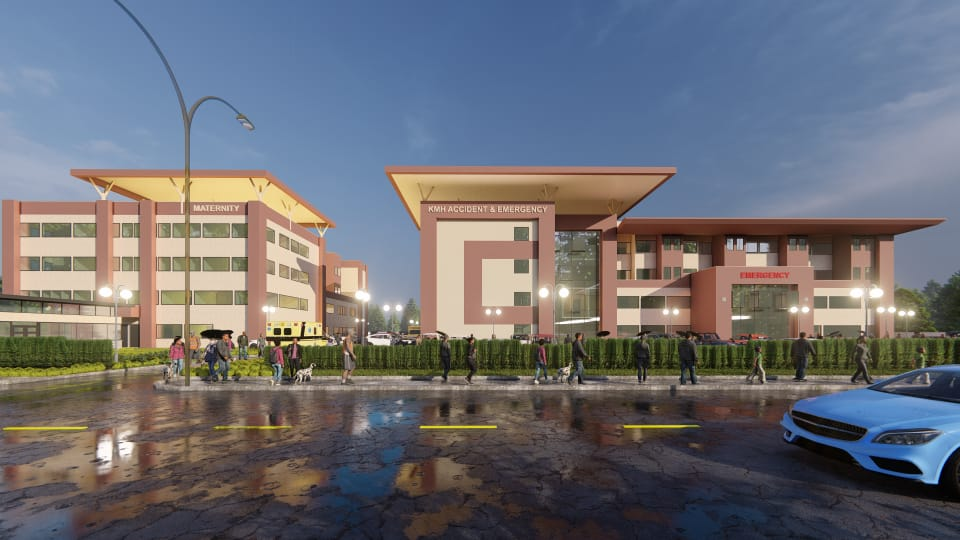 MATERNITY
KMH ACCIDENT & EMERGENCY
EMERGENCY